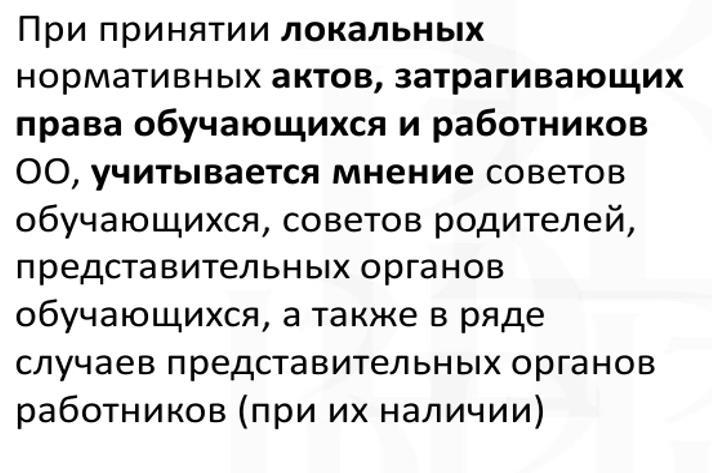 При принятии локальных
нормативных актов, затрагивающих
права обучающихся и работников
ОО, учитывается мнение советов
обучающихся, советов родителей,
представительных органов
обучающихся, а также в ряде
случаев представительных органов
работников (при их наличии)